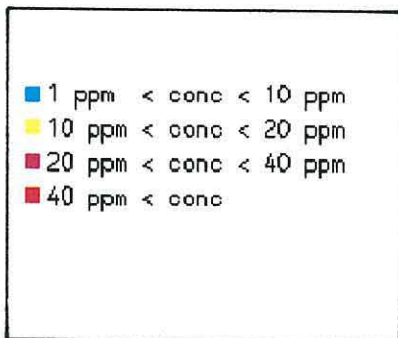 1 ppm < conc < 10 ppm
10 ppm < conc < 20 ppm
20 ppm < conc < 40 ppm
40 ppm < conc